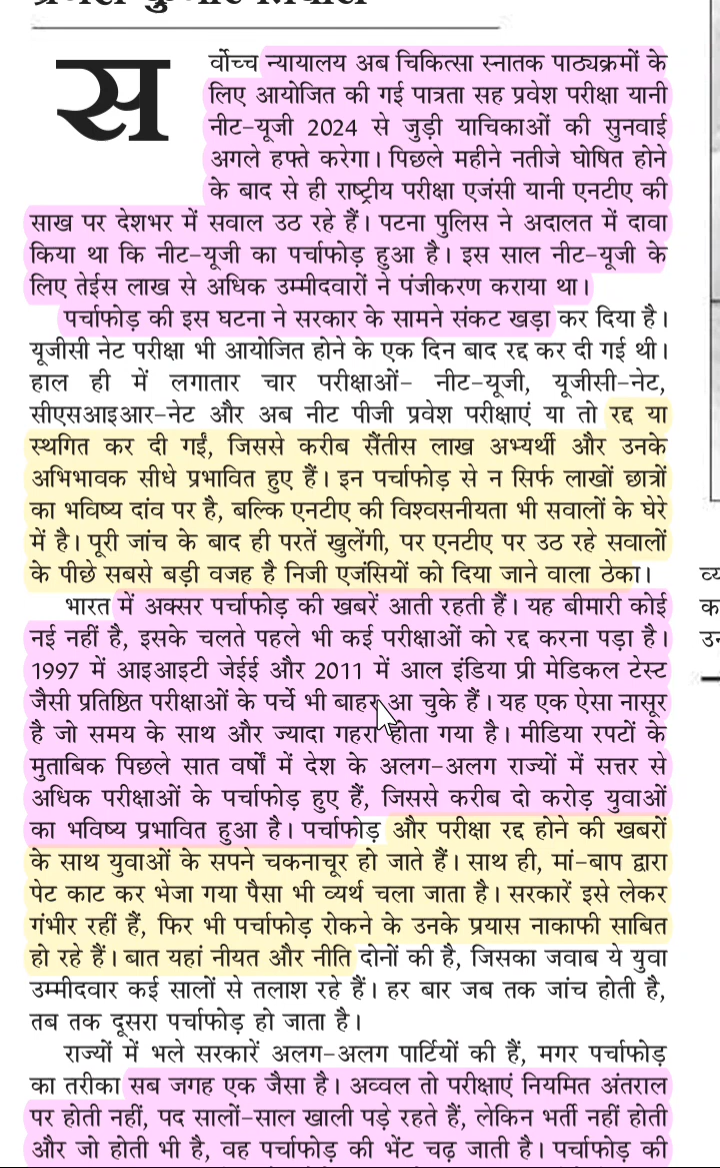 स
र्वोच्च न्यायालय अब चिकित्सा स्नातक पाठ्यक्रमों के
लिए आयोजित की गई पात्रता सह प्रवेश परीक्षा यानी
नीट-यूजी 2024 से जुड़ी याचिकाओं की सुनवाई
अगले हफ्ते करेगा। पिछले महीने नतीजे घोषित होने
के बाद से ही राष्ट्रीय परीक्षा एजंसी यानी एनटीए की
साख पर देशभर में सवाल उठ रहे हैं। पटना पुलिस ने अदालत में दावा
किया था कि नीट-यूजी का पर्चाफोड़ हुआ है। इस साल नीट-यूजी के
लिए तेईस लाख से अधिक उम्मीदवारों ने पंजीकरण कराया था।
पर्चाफोड़ की इस घटना ने सरकार के सामने संकट खड़ा कर दिया है।
यूजीसी नेट परीक्षा भी आयोजित होने के एक दिन बाद रद्द कर दी गई थी।
हाल ही में लगातार चार परीक्षाओं- नीट-यूजी, यूजीसी-नेट,
सीएसआइआर-नेट और अब नीट पीजी प्रवेश परीक्षाएं या तो रद्द या
स्थगित कर दी गईं, जिससे करीब सैंतीस लाख अभ्यर्थी और उनके
अभिभावक सीधे प्रभावित हुए हैं। इन पर्चाफोड़ से न सिर्फ लाखों छात्रों
का भविष्य दांव पर है, बल्कि एनटीए की विश्वसनीयता भी सवालों के घेरे
में है। पूरी जांच के बाद ही परतें खुलेंगी, पर एनटीए पर उठ रहे सवालों
के पीछे सबसे बड़ी वजह है निजी एजंसियों को दिया जाने वाला ठेका।
भारत में अक्सर पर्चाफोड़ की खबरें आती रहती हैं। यह बीमारी कोई
नई नहीं है, इसके चलते पहले भी कई परीक्षाओं को रद्द करना पड़ा है।
1997 में आइआइटी जेईई और 2011 में आल इंडिया प्री मेडिकल टेस्ट
जैसी प्रतिष्ठित परीक्षाओं के पर्चे भी बाहर आ चुके हैं। यह एक ऐसा नासूर
है जो समय के साथ और ज्यादा गहरा होता गया है। मीडिया रपटों के
मुताबिक पिछले सात वर्षों में देश के अलग-अलग राज्यों में सत्तर से
अधिक परीक्षाओं के पर्चाफोड़ हुए हैं, जिससे करीब दो करोड़ युवाओं
का भविष्य प्रभावित हुआ है। पर्चाफोड़ और परीक्षा रद्द होने की खबरों
के साथ युवाओं के सपने चकनाचूर हो जाते हैं। साथ ही, मां-बाप द्वारा
पेट काट कर भेजा गया पैसा भी व्यर्थ चला जाता है। सरकारें इसे लेकर
गंभीर रहीं हैं, फिर भी पर्चाफोड़ रोकने के उनके प्रयास नाकाफी साबित
हो रहे हैं। बात यहां नीयत और नीति दोनों की है, जिसका जवाब ये युवा
उम्मीदवार कई सालों से तलाश रहे हैं। हर बार जब तक जांच होती है,
तब तक दूसरा पर्चाफोड़ हो जाता है।
राज्यों में भले सरकारें अलग-अलग पार्टियों की हैं, मगर पर्चाफोड़
का तरीका सब जगह एक जैसा है। अव्वल तो परीक्षाएं नियमित अंतराल
पर होती नहीं, पद सालों-साल खाली पड़े रहते हैं, लेकिन भर्ती नहीं होती
और जो होती भी है, वह पर्चाफोड़ की भेंट चढ़ जाती है। पर्चाफोड़ की